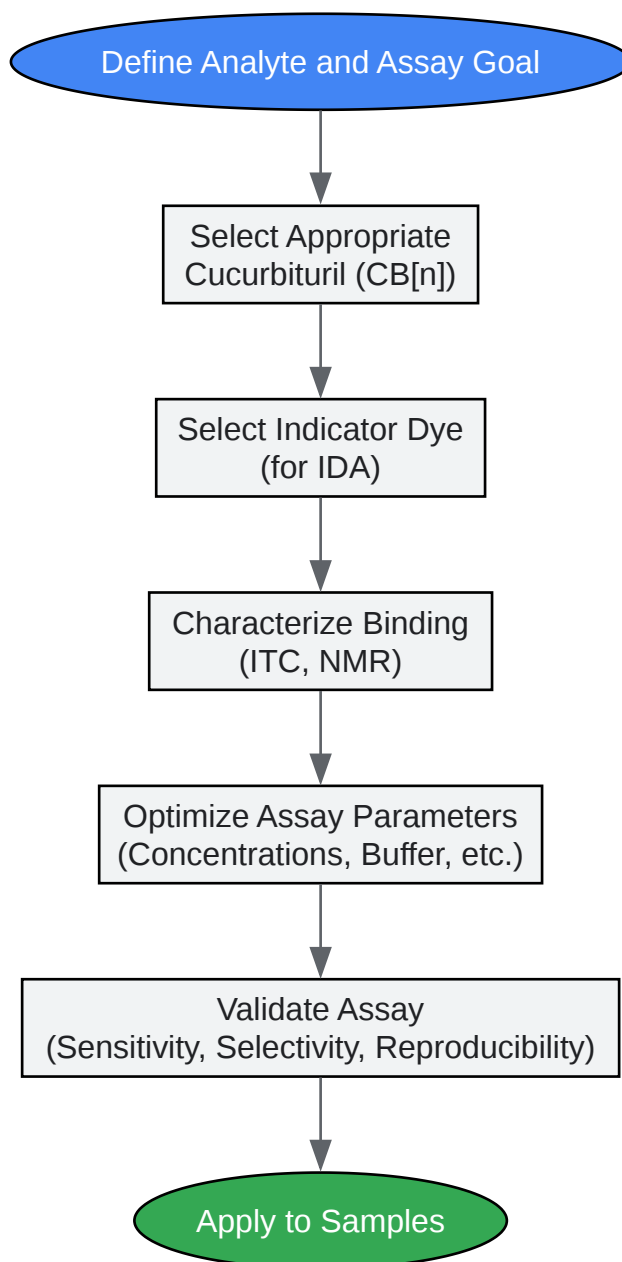 Define Analyte and Assay Goal
Select Appropriate
Cucurbituril (CB[n])
Select Indicator Dye
(for IDA)
Characterize Binding
(ITC, NMR)
Optimize Assay Parameters
(Concentrations, Buffer, etc.)
Validate Assay
(Sensitivity, Selectivity, Reproducibility)
Apply to Samples